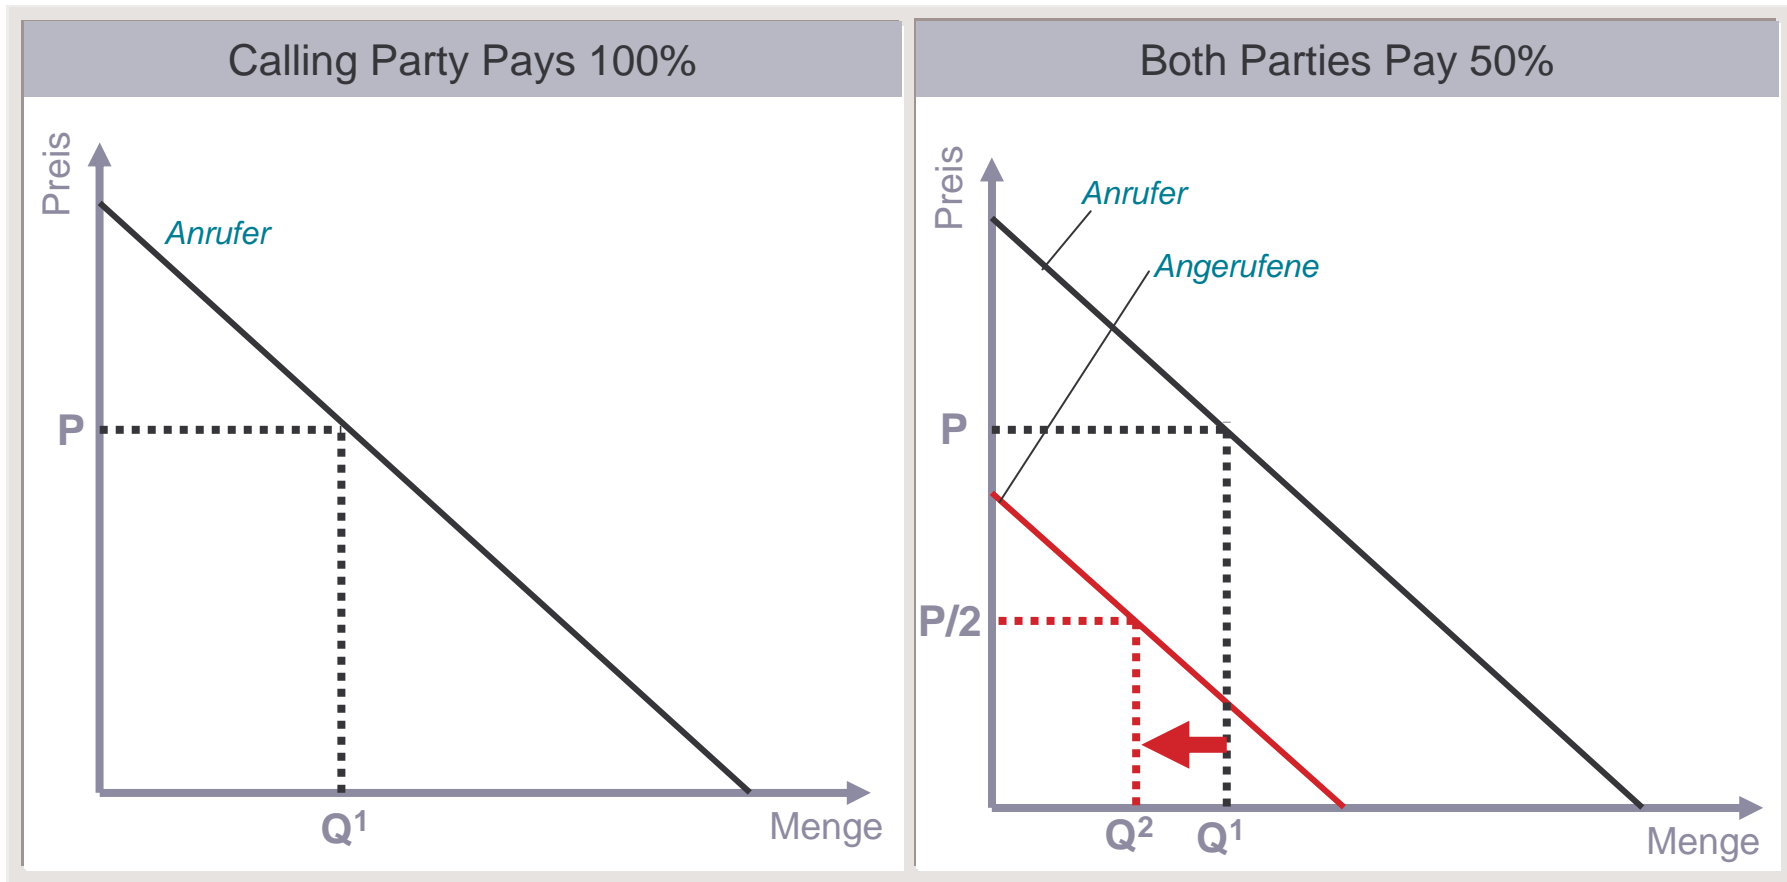 Calling Party Pays 100%
Preis
Anrufer
P
Q¹
Menge
Both Parties Pay 50%
Preis
Anrufer
Angerufene
P
P/2
Q² Q¹
Menge